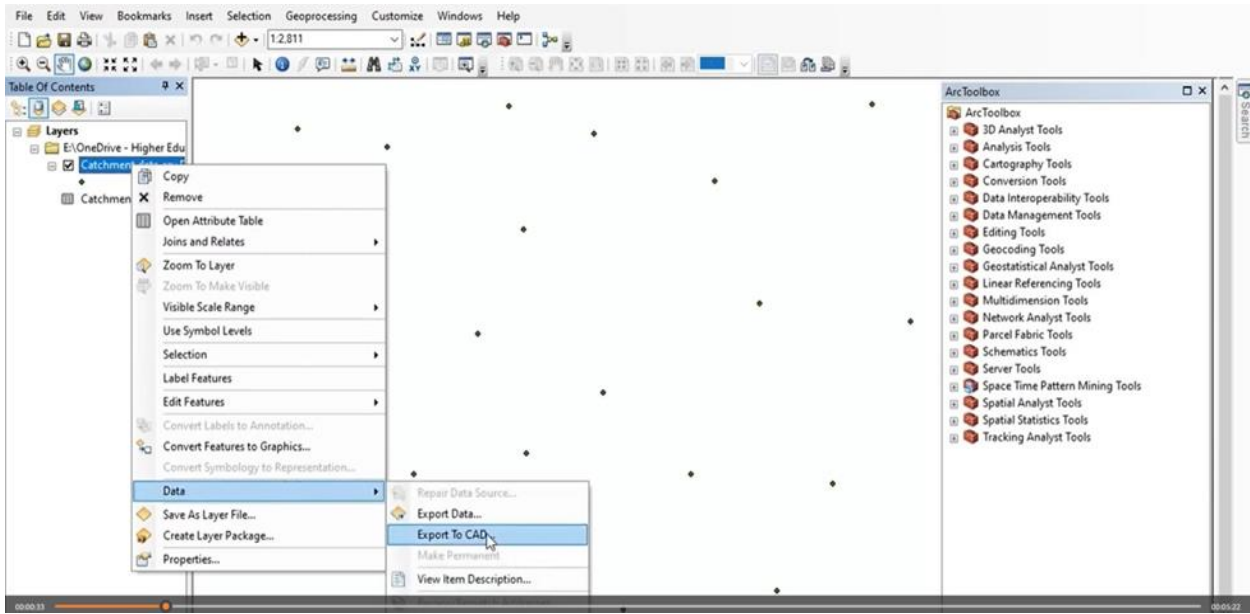 File Edit View Bookmarks Insert Selection Geoprocessing Customize Windows Help
1:2,811
Table Of Contents
Layers
E:\OneDrive - Higher Edu
Catchment
Catchmen
Copy
Remove
Open Attribute Table
Joins and Relates
Zoom To Layer
Zoom To Make Visible
Visible Scale Range
Use Symbol Levels
Selection
Label Features
Edit Features
Convert Labels to Annotation...
Convert Features to Graphics...
Convert Symbology to Representation...
Data
Save As Layer File...
Create Layer Package...
Properties...
Repair Data Source...
Export Data...
Export To CAD...
Make Permanent
View Item Description...
ArcToolbox
ArcToolbox
3D Analyst Tools
Analysis Tools
Cartography Tools
Conversion Tools
Data Interoperability Tools
Data Management Tools
Editing Tools
Geocoding Tools
Geostatistical Analyst Tools
Linear Referencing Tools
Multidimension Tools
Network Analyst Tools
Parcel Fabric Tools
Schematics Tools
Server Tools
Space Time Pattern Mining Tools
Spatial Analyst Tools
Spatial Statistics Tools
Tracking Analyst Tools
Search
00:00:33
00:05:22